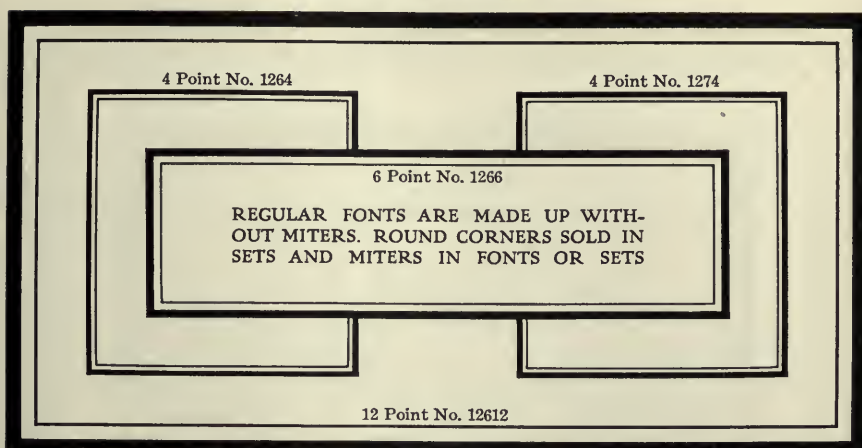 4 Point No. 1264
4 Point No. 1274
6 Point No. 1266
REGULAR FONTS ARE MADE UP WITH-
OUT MITERS. ROUND CORNERS SOLD IN
SETS AND MITERS IN FONTS OR SETS
12 Point No. 12612